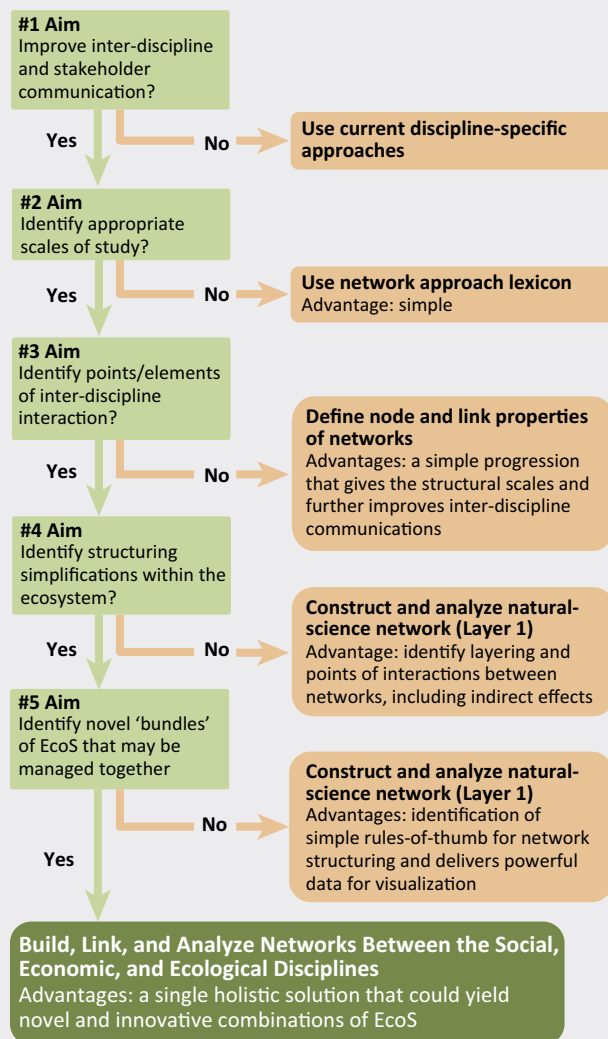 #1 Aim
Improve inter-discipline
and stakeholder
communication?
Yes
No
Use current discipline-specific
approaches
#2 Aim
Identify appropriate
scales of study?
Yes
No
Use network approach lexicon
Advantage: simple
#3 Aim
Identify points/elements
of inter-discipline
interaction?
Yes
No
Define node and link properties
of networks
Advantages: a simple progression
that gives the structural scales and
further improves inter-discipline
communications
#4 Aim
Identify structuring
simplifications within the
ecosystem?
Yes
No
Construct and analyze natural-
science network (Layer 1)
Advantage: identify layering and
points of interactions between
networks, including indirect effects
#5 Aim
Identify novel ‘bundles’
of EcoS that may be
managed together
Yes
No
Construct and analyze natural-
science network (Layer 1)
Advantages: identification of
simple rules-of-thumb for network
structuring and delivers powerful
data for visualization
Build, Link, and Analyze Networks Between the Social,
Economic, and Ecological Disciplines
Advantages: a single holistic solution that could yield
novel and innovative combinations of EcoS